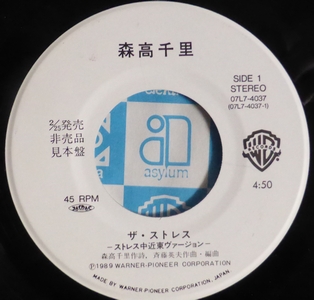 森高千里
SIDE 1
STEREO
07L7-4037
(07L7-4037-1)
2/25発売
非売品
見本盤
asylum
4:50
45 RPM
ザ・ストレス
-ストレス中近東ヴァージョン-
森高千里作詩、斉藤英夫作曲・編曲
Ⓟ1989 WARNER-PIONEER CORPORATION
MADE BY WARNER-PIONEER CORPORATION, JAPAN.